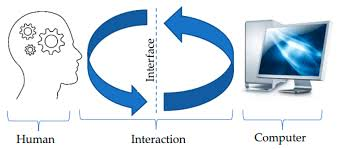 Interface
Human
Interaction
Computer